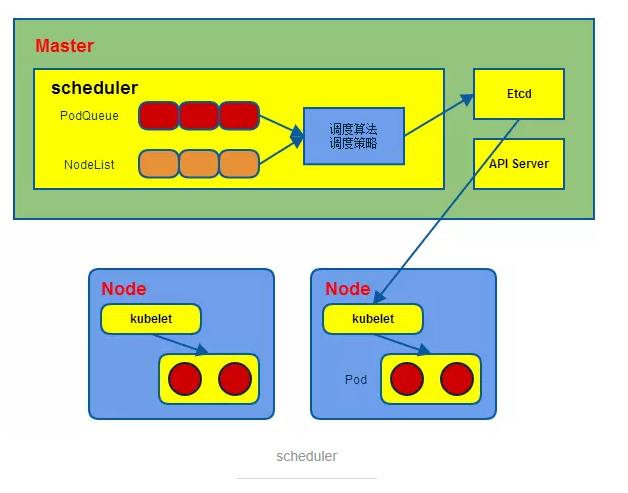 Master
scheduler
PodQueue
NodeList
调度算法
调度策略
Etcd
API Server
Node
kubelet
Node
kubelet
Pod
scheduler